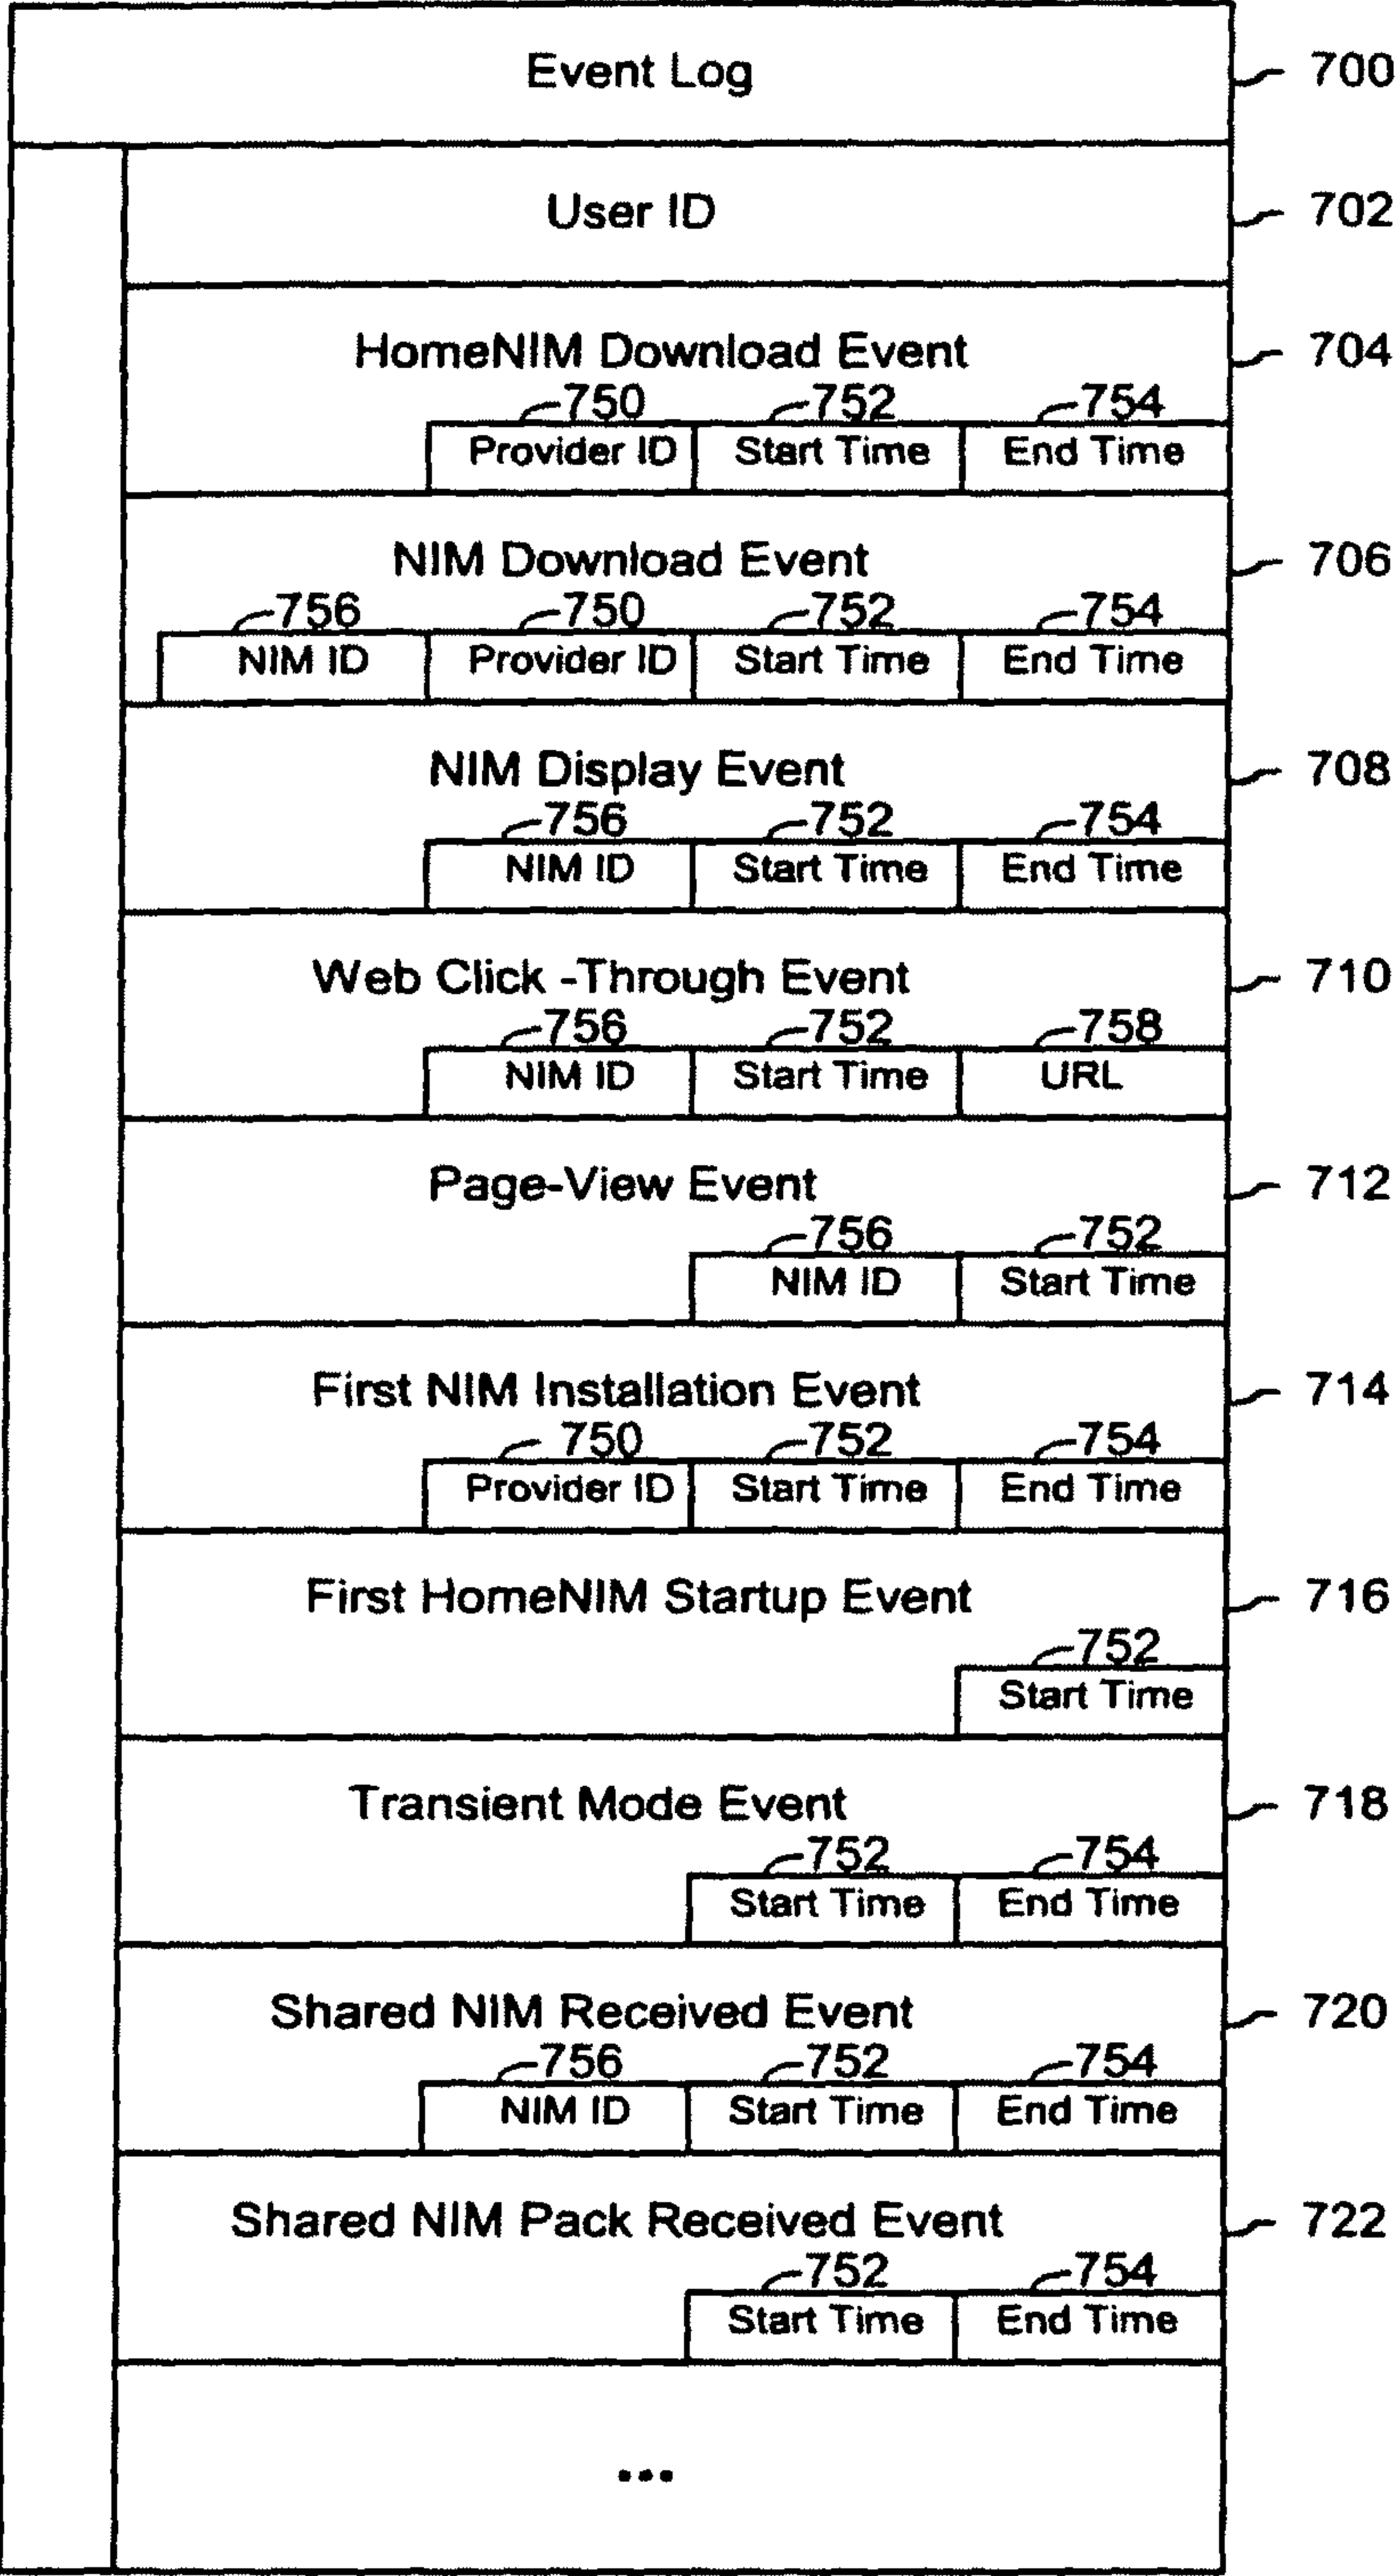 Event Log 700
User ID 702
HomeNIM Download Event 704
750 752 754
Provider ID Start Time End Time
NIM Download Event 706
756 750 752 754
NIM ID Provider ID Start Time End Time
NIM Display Event 708
756 752 754
NIM ID Start Time End Time
Web Click -Through Event 710
756 752 758
NIM ID Start Time URL
Page-View Event 712
756 752
NIM ID Start Time
First NIM Installation Event 714
750 752 754
Provider ID Start Time End Time
First HomeNIM Startup Event 716
752
Start Time
Transient Mode Event 718
752 754
Start Time End Time
Shared NIM Received Event 720
756 752 754
NIM ID Start Time End Time
Shared NIM Pack Received Event 722
752 754
Start Time End Time
...